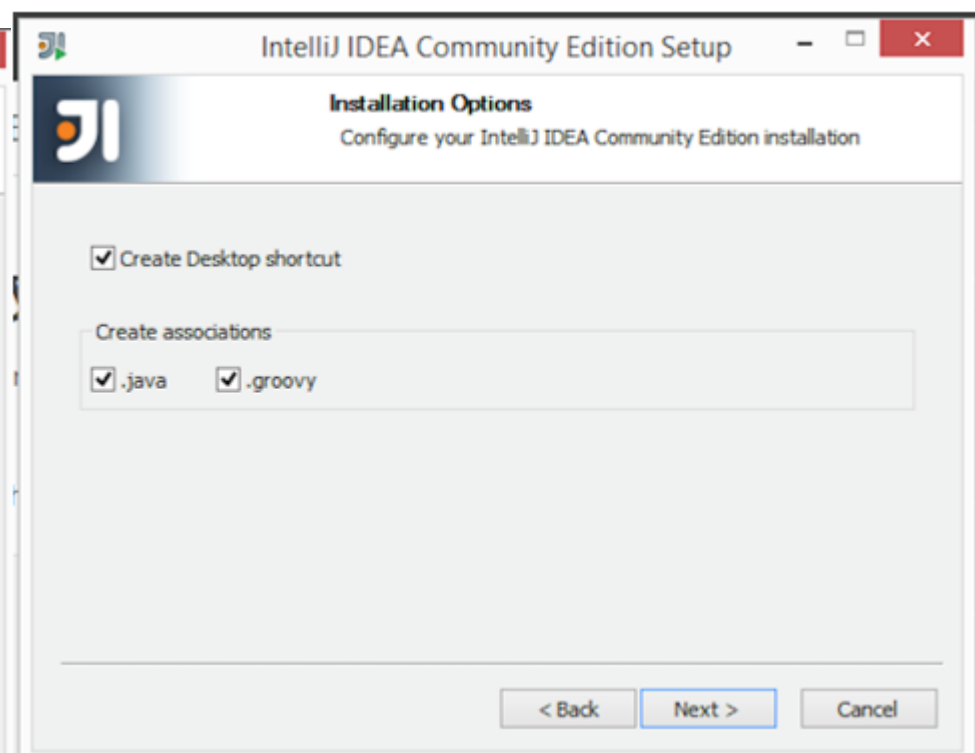 IntelliJ IDEA Community Edition Setup
Installation Options
Configure your IntelliJ IDEA Community Edition installation
Create Desktop shortcut
Create associations
.java .groovy
< Back Next > Cancel